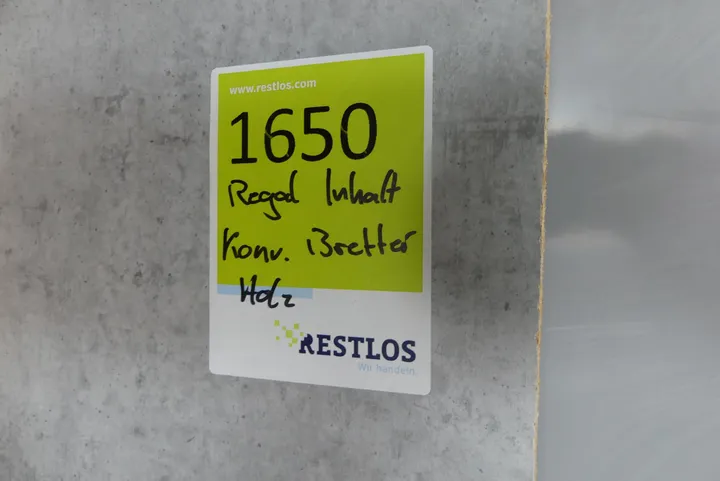 www.restlos.com
1650
Regal Inhalt
Konv. Bretter
Holz
RESTLOS
Wir handeln.